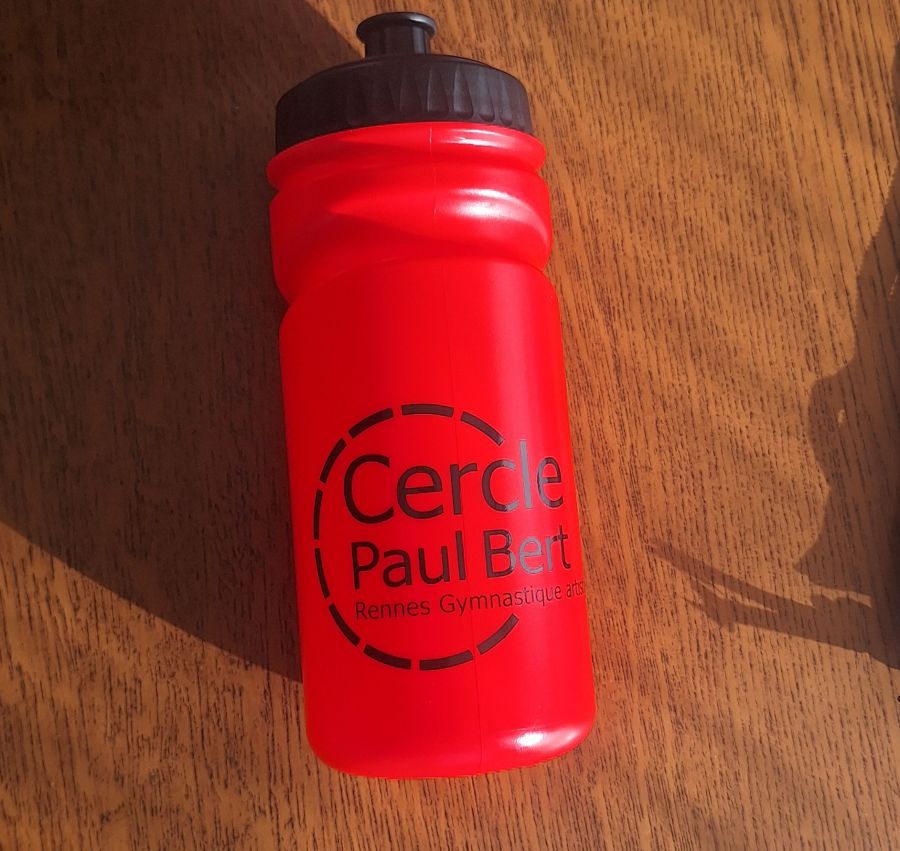 Cercle
Paul Bert
Rennes Gymnastique